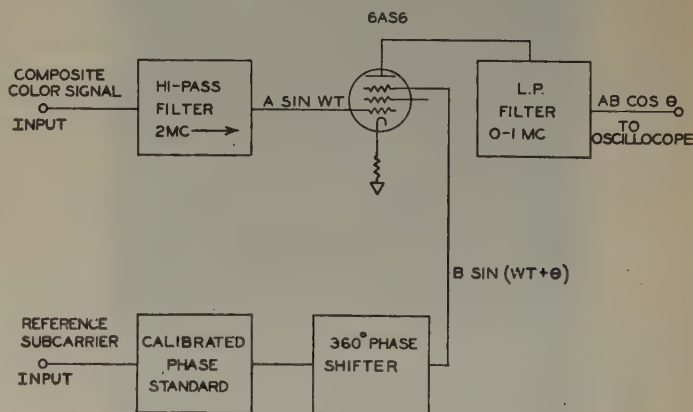 6AS6
COMPOSITE
COLOR SIGNAL
INPUT
HI-PASS
FILTER
2MC
A SIN WT
L.P.
FILTER
0-1 MC
AB COS θ
TO
OSCILLOCOPE
B SIN (WT+θ)
REFERENCE
SUBCARRIER
INPUT
CALIBRATED
PHASE
STANDARD
360° PHASE
SHIFTER